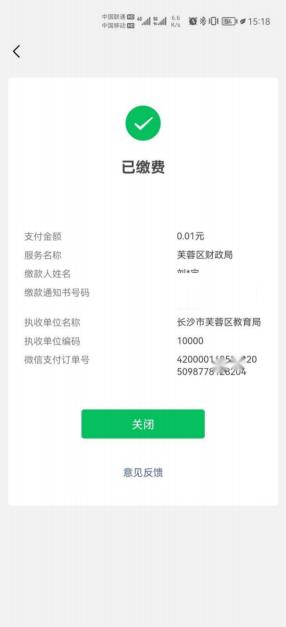 中国联通 HD
中国移动 HD
6.6
K/s
15:18
已缴费
支付金额 0.01元
服务名称 芙蓉区财政局
缴款人姓名
缴款通知书号码
执收单位名称 长沙市芙蓉区教育局
执收单位编码 10000
微信支付订单号
关闭
意见反馈